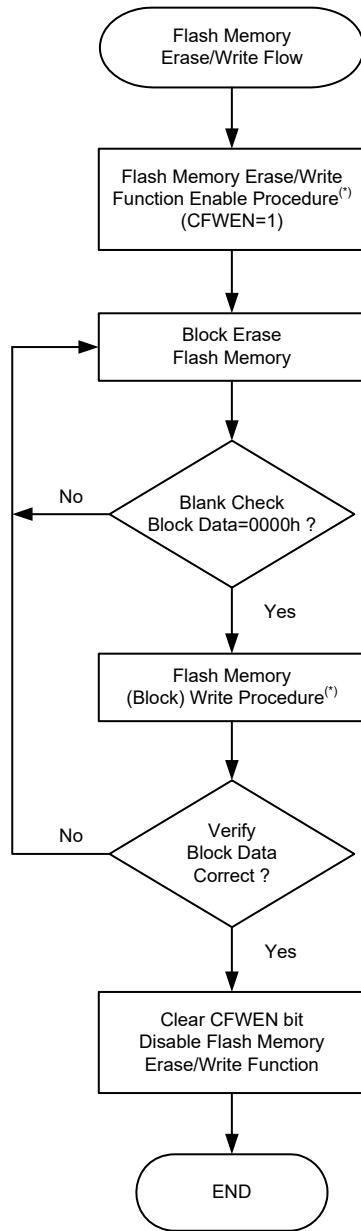 Flash Memory
Erase/Write Flow
Flash Memory Erase/Write
Function Enable Procedure(*)
(CFWEN=1)
Block Erase
Flash Memory
No
Blank Check
Block Data=0000h ?
Yes
Flash Memory
(Block) Write Procedure(*)
No
Verify
Block Data
Correct ?
Yes
Clear CFWEN bit
Disable Flash Memory
Erase/Write Function
END